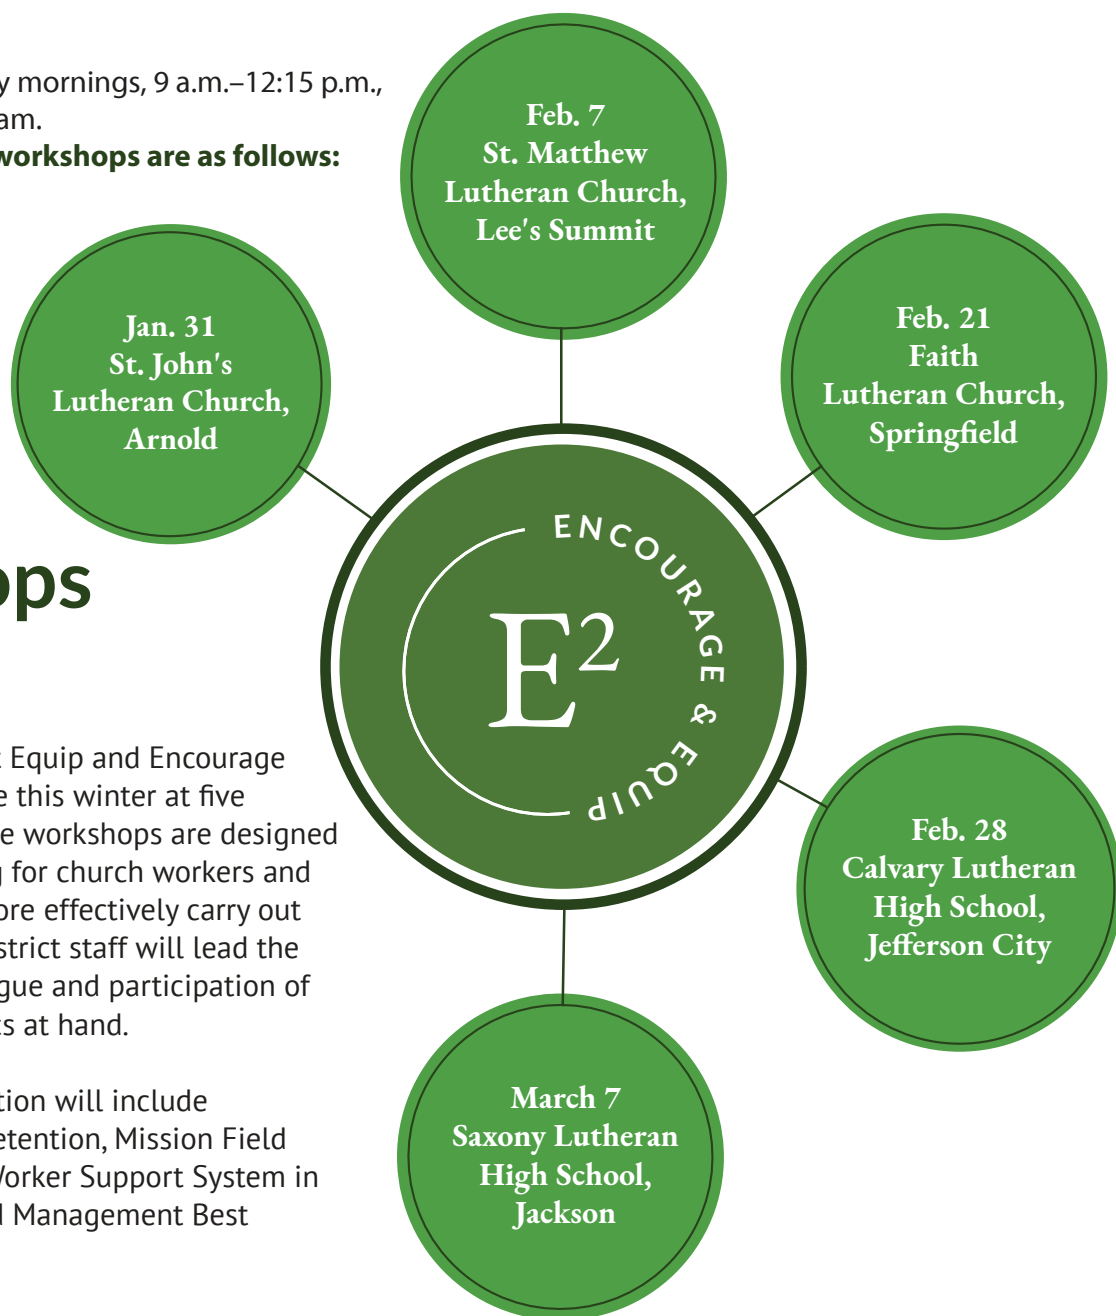 y mornings, 9 a.m.–12:15 p.m.,
am.
workshops are as follows:
Feb. 7
St. Matthew
Lutheran Church,
Lee's Summit
Jan. 31
St. John's
Lutheran Church,
Arnold
Feb. 21
Faith
Lutheran Church,
Springfield
ops
ENCOURAGE & EQUIP
E²
Equip and Encourage
e this winter at five
e workshops are designed
g for church workers and
ore effectively carry out
strict staff will lead the
gue and participation of
cs at hand.
Feb. 28
Calvary Lutheran
High School,
Jefferson City
tion will include
etention, Mission Field
Worker Support System in
d Management Best
March 7
Saxony Lutheran
High School,
Jackson